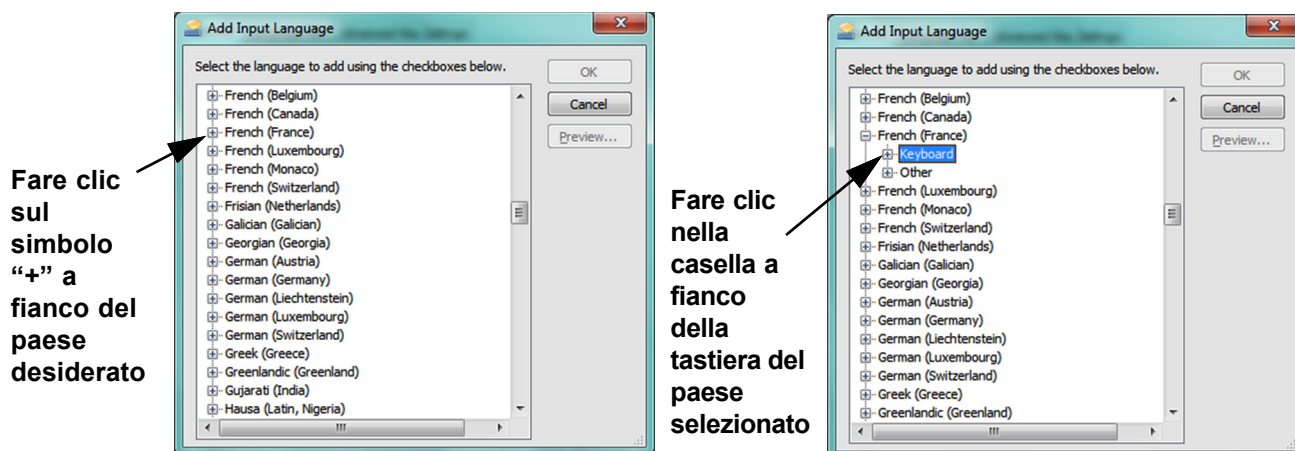 Fare clic
sul
simbolo
“+” a
fianco del
paese
desiderato
Add Input Language
Select the language to add using the checkboxes below.
French (Belgium)
French (Canada)
French (France)
French (Luxembourg)
French (Monaco)
French (Switzerland)
Frisian (Netherlands)
Galician (Galician)
Georgian (Georgia)
German (Austria)
German (Germany)
German (Liechtenstein)
German (Luxembourg)
German (Switzerland)
Greek (Greece)
Greenlandic (Greenland)
Gujarati (India)
Hausa (Latin, Nigeria)
OK
Cancel
Preview...
Fare clic
nella
casella a
fianco
della
tastiera del
paese
selezionato
Add Input Language
Select the language to add using the checkboxes below.
French (Belgium)
French (Canada)
French (France)
Keyboard
Other
French (Luxembourg)
French (Monaco)
French (Switzerland)
Frisian (Netherlands)
Galician (Galician)
Georgian (Georgia)
German (Austria)
German (Germany)
German (Liechtenstein)
German (Luxembourg)
German (Switzerland)
Greek (Greece)
Greenlandic (Greenland)
OK
Cancel
Preview...